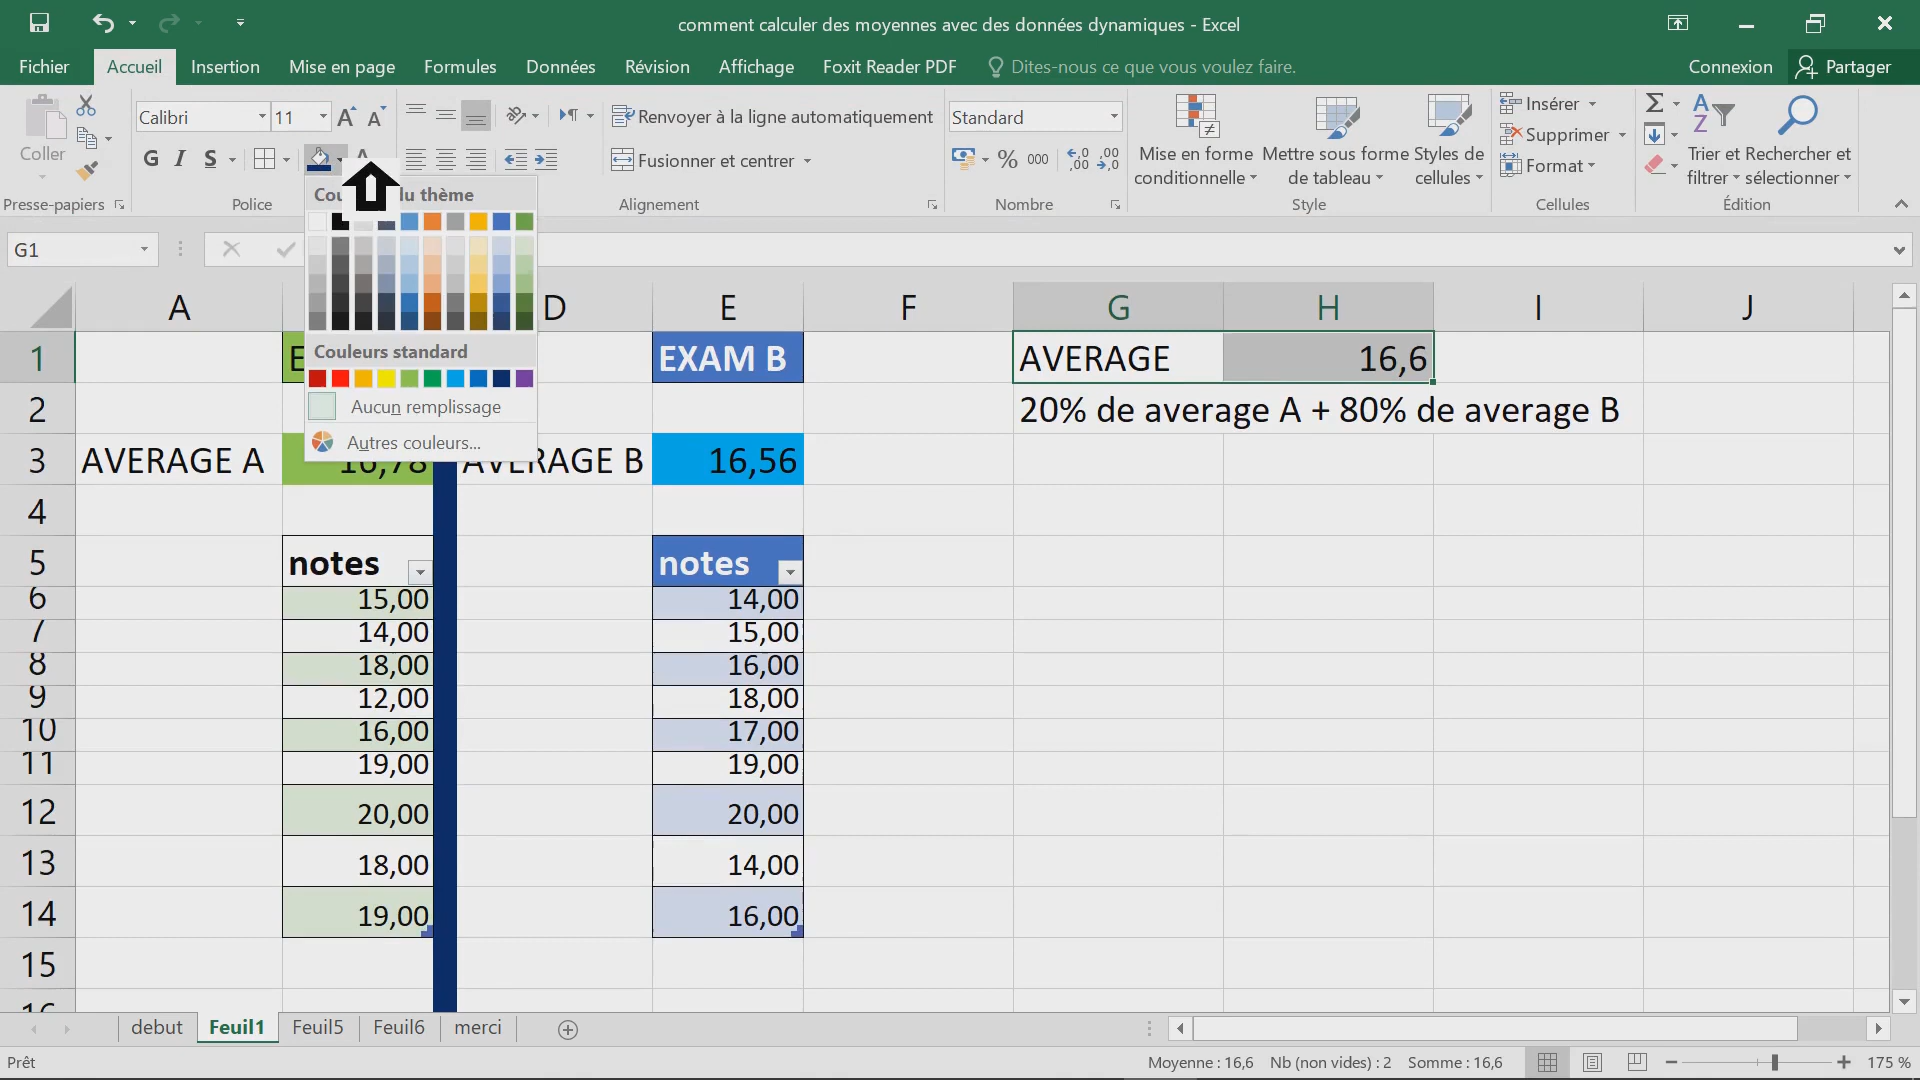 comment calculer des moyennes avec des données dynamiques - Excel
Fichier Accueil Insertion Mise en page Formules Données Révision Affichage Foxit Reader PDF Dites-nous ce que vous voulez faire. Connexion Partager
Coller
Presse-papiers
Calibri 11
G I S
Police
Renvoyer à la ligne automatiquement
Fusionner et centrer
Alignement
Standard
% 000
Nombre
Mise en forme conditionnelle
Mettre sous forme de tableau
Styles de cellules
Style
Insérer
Supprimer
Format
Cellules
Trier et filtrer
Rechercher et sélectionner
Édition
G1
du thème
Couleurs standard
Aucun remplissage
Autres couleurs...
A D E F G H I J
1 EXAM B AVERAGE 16,6
2 20% de average A + 80% de average B
3 AVERAGE A 16,78 AVERAGE B 16,56
4
5 notes notes
6 15,00 14,00
7 14,00 15,00
8 18,00 16,00
9 12,00 18,00
10 16,00 17,00
11 19,00 19,00
12 20,00 20,00
13 18,00 14,00
14 19,00 16,00
15
16
debut Feuil1 Feuil5 Feuil6 merci
Prêt Moyenne : 16,6 Nb (non vides) : 2 Somme : 16,6 175 %